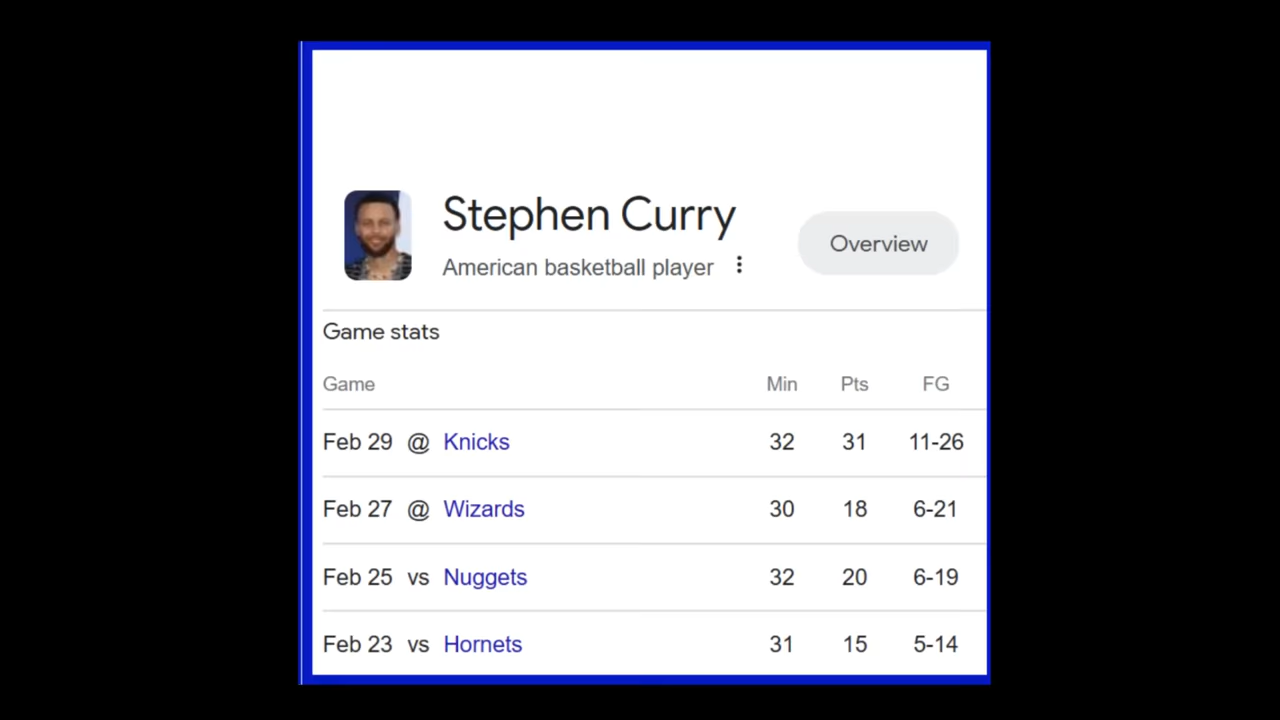 Stephen Curry
American basketball player
Overview
Game stats
Game Min Pts FG
Feb 29 @ Knicks 32 31 11-26
Feb 27 @ Wizards 30 18 6-21
Feb 25 vs Nuggets 32 20 6-19
Feb 23 vs Hornets 31 15 5-14